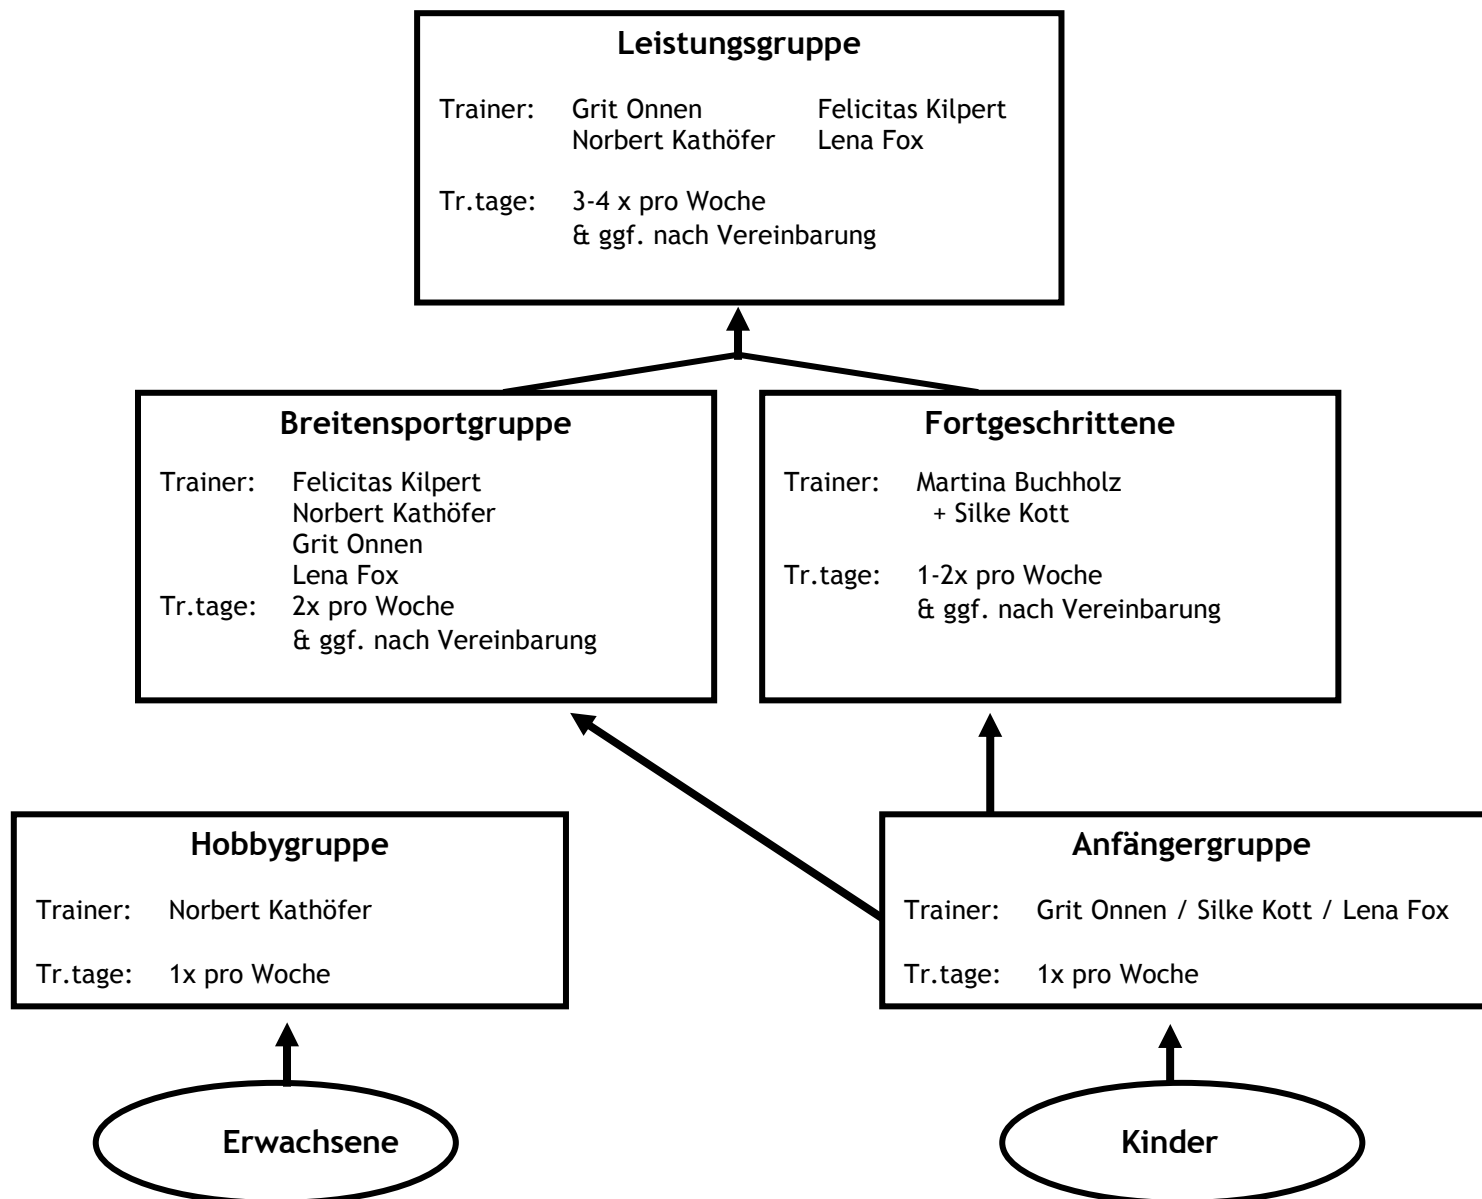 Leistungsgruppe
Trainer: Grit Onnen Felicitas Kilpert
Norbert Kathöfer Lena Fox
Tr.tage: 3-4 x pro Woche
& ggf. nach Vereinbarung
Breitensportgruppe
Trainer: Felicitas Kilpert
Norbert Kathöfer
Grit Onnen
Lena Fox
Tr.tage: 2x pro Woche
& ggf. nach Vereinbarung
Fortgeschrittene
Trainer: Martina Buchholz
+ Silke Kott
Tr.tage: 1-2x pro Woche
& ggf. nach Vereinbarung
Hobbygruppe
Trainer: Norbert Kathöfer
Tr.tage: 1x pro Woche
Anfängergruppe
Trainer: Grit Onnen / Silke Kott / Lena Fox
Tr.tage: 1x pro Woche
Erwachsene
Kinder